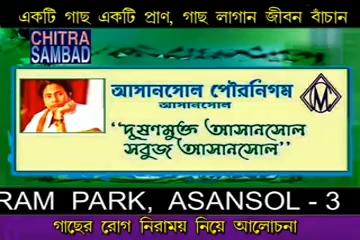 একটি গাছ একটি প্রাণ, গাছ লাগান জীবন বাঁচান
CHITRA
SAMBAD
আসানসোল পৌরনিগম
আসানসোল
"দূষণমুক্ত আসানসোল
সবুজ আসানসোল"
RAM PARK, ASANSOL - 3
গাছের রোগ নিরাময় নিয়ে আলোচনা